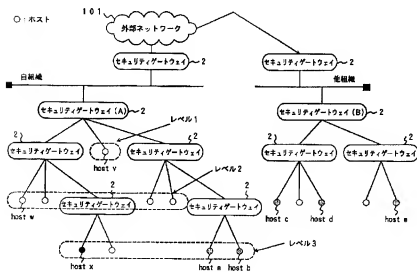 101
○:ホスト
外部ネットワーク
セキュリティゲートウェイ 2
セキュリティゲートウェイ 2
自組織
他組織
セキュリティゲートウェイ(A) 2
セキュリティゲートウェイ(B) 2
レベル1
2 セキュリティゲートウェイ
host v
2 セキュリティゲートウェイ
2 セキュリティゲートウェイ
2 セキュリティゲートウェイ
レベル2
host w
2 セキュリティゲートウェイ
2 セキュリティゲートウェイ
host c
host d
host e
レベル3
host x
host a
host b